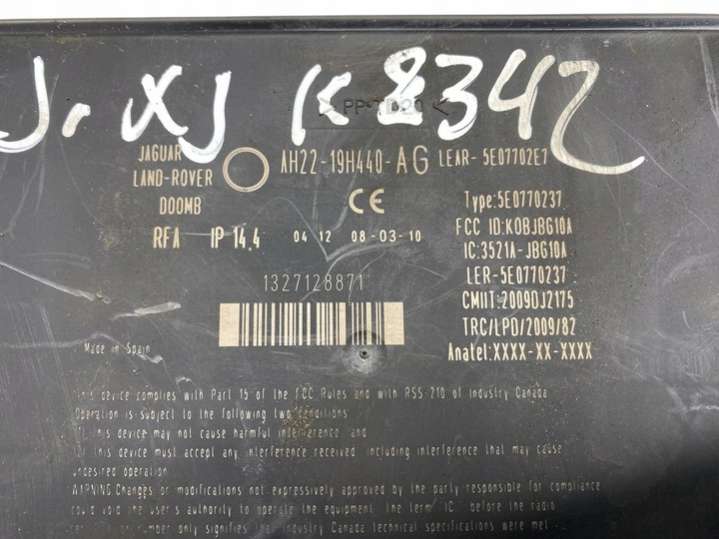 J. XJ K8342
JAGUAR
LAND-ROVER
DOOMB
AH22-19H440-AG LEAR-5E07702E7
CE
RFA IP 14.4 04 12 08-03-10
Type:5E0770237
FCC ID:KOBJBG10A
IC:3521A-JBG10A
LER-5E0770237
CMIIT:2009DJ2175
TRC/LPD/2009/82
Anatel:XXXX-XX-XXXX
1327128871
Made in Spain
This device complies with Part 15 of the FCC Rules and with RSS 210 of Industry Canada
Operation is subject to the following two conditions:
(1) this device may not cause harmful interference, and
(2) this device must accept any interference received, including interference that may cause
undesired operation
WARNING:Changes or modifications not expressively approved by the party responsible for compliance
could void the user's authority to operate the equipment. The term "IC" before the radio
certification number only signifies that Industry Canada technical specifications were met